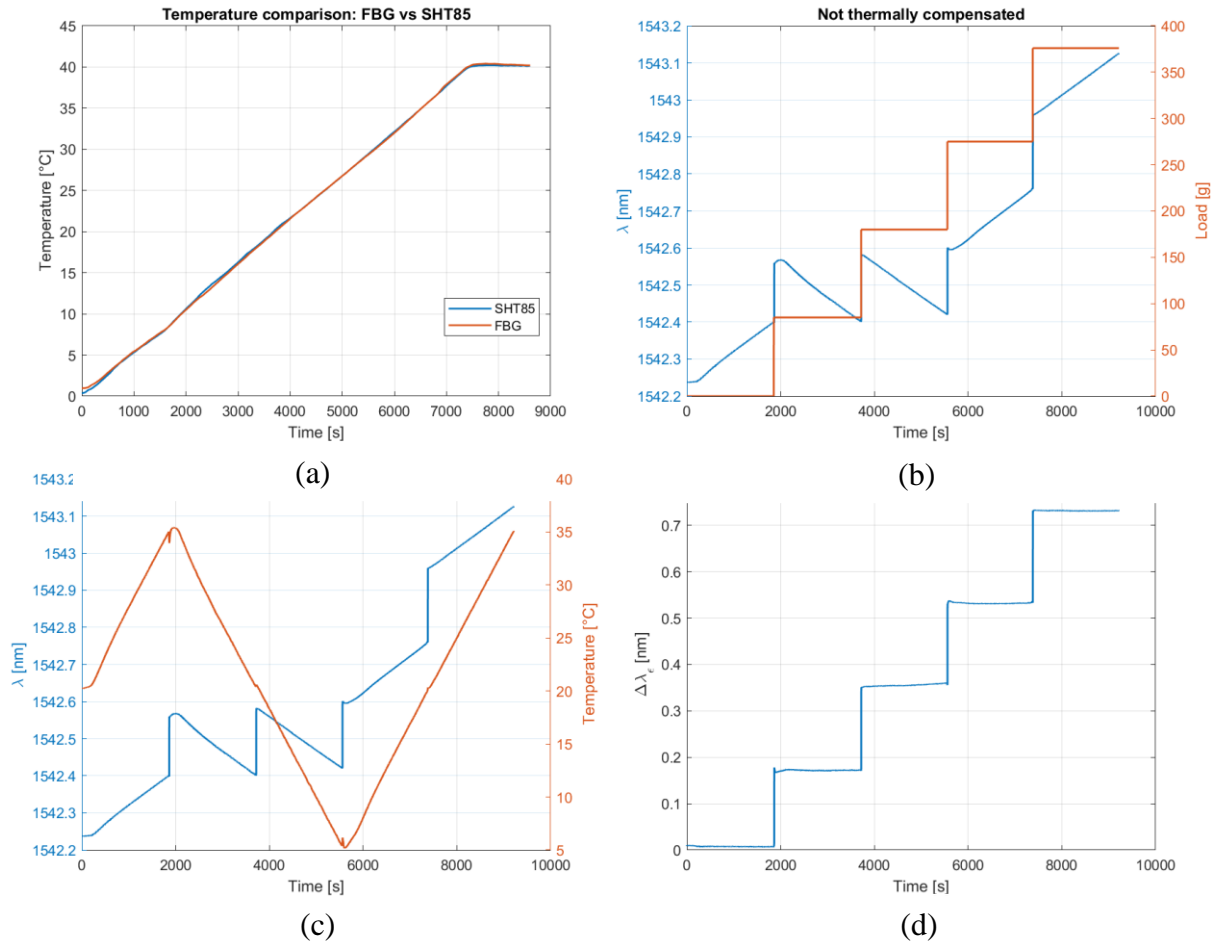 Temperature comparison: FBG vs SHT85
45
40
35
30
25
20
15
10
5
0
Temperature [°C]
SHT85
FBG
0 1000 2000 3000 4000 5000 6000 7000 8000 9000
Time [s]
(a)
Not thermally compensated
1543.2
1543.1
1543
1542.9
1542.8
1542.7
1542.6
1542.5
1542.4
1542.3
1542.2
λ [nm]
400
350
300
250
200
150
100
50
0
Load [g]
0 2000 4000 6000 8000 10000
Time [s]
(b)
1543.2
1543.1
1543
1542.9
1542.8
1542.7
1542.6
1542.5
1542.4
1542.3
1542.2
λ [nm]
40
35
30
25
20
15
10
5
Temperature [°C]
0 2000 4000 6000 8000 10000
Time [s]
(c)
0.7
0.6
0.5
0.4
0.3
0.2
0.1
0
Δλϵ [nm]
0 2000 4000 6000 8000 10000
Time [s]
(d)